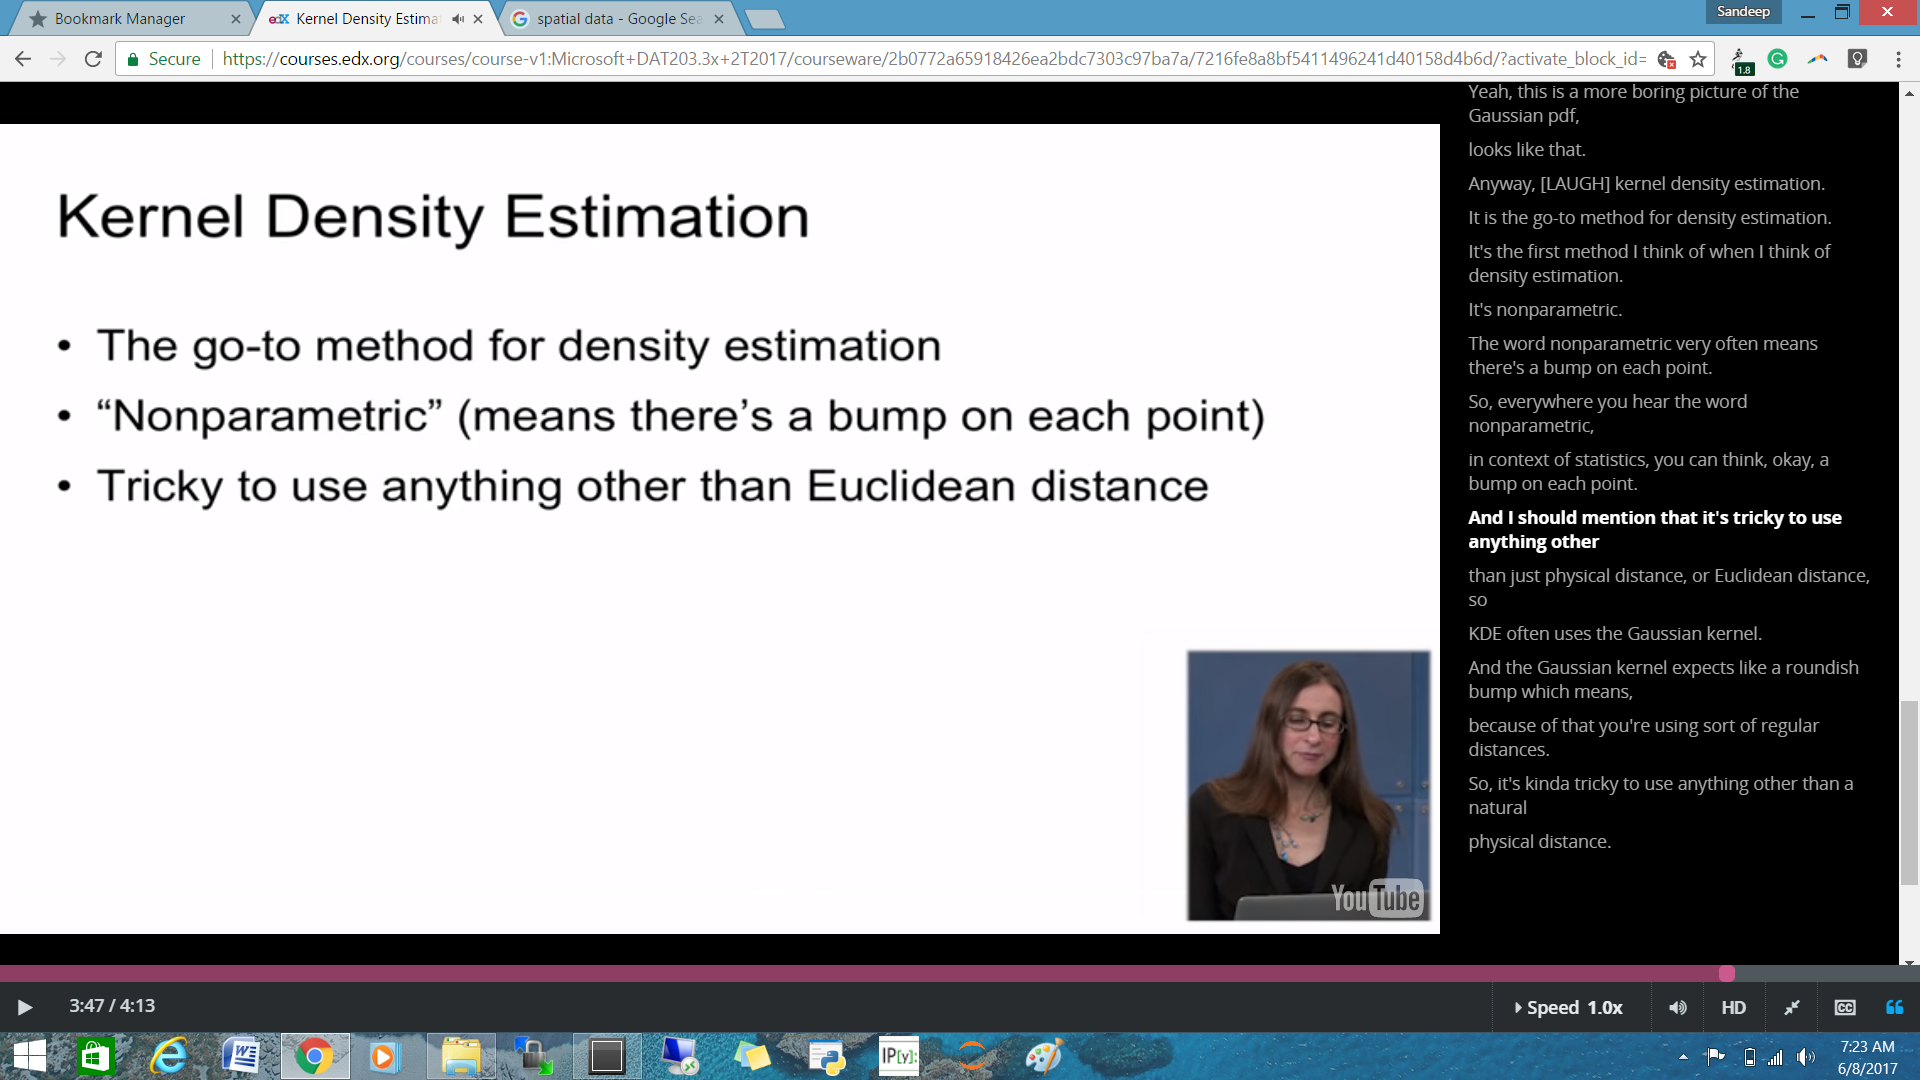 Bookmark Manager
edX Kernel Density Estima
spatial data - Google Sea
Sandeep
Secure https://courses.edx.org/courses/course-v1:Microsoft+DAT203.3x+2T2017/courseware/2b0772a65918426ea2bdc7303c97ba7a/7216fe8a8bf5411496241d40158d4b6d/?activate_block_id=
1.8
Kernel Density Estimation
• The go-to method for density estimation
• “Nonparametric” (means there’s a bump on each point)
• Tricky to use anything other than Euclidean distance
YouTube
Yeah, this is a more boring picture of the
Gaussian pdf,
looks like that.
Anyway, [LAUGH] kernel density estimation.
It is the go-to method for density estimation.
It's the first method I think of when I think of
density estimation.
It's nonparametric.
The word nonparametric very often means
there's a bump on each point.
So, everywhere you hear the word
nonparametric,
in context of statistics, you can think, okay, a
bump on each point.
And I should mention that it's tricky to use
anything other
than just physical distance, or Euclidean distance,
so
KDE often uses the Gaussian kernel.
And the Gaussian kernel expects like a roundish
bump which means,
because of that you're using sort of regular
distances.
So, it's kinda tricky to use anything other than a
natural
physical distance.
3:47 / 4:13
Speed 1.0x
HD
CC
IP[y]:
7:23 AM
6/8/2017